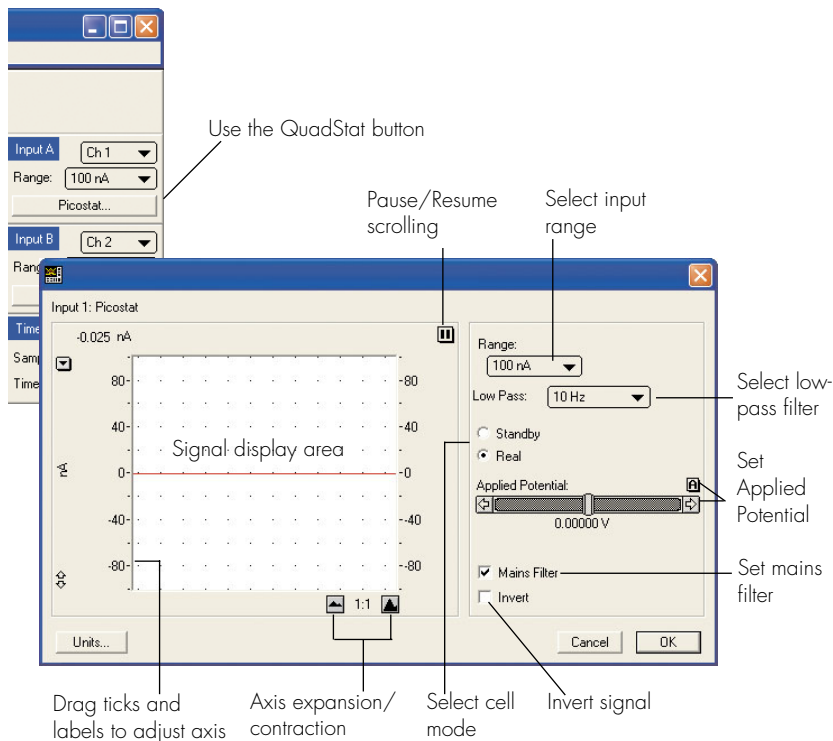 Use the QuadStat button
Input A
Ch 1
Range:
100 nA
Picostat...
Input B
Ch 2
Pause/Resume
scrolling
Select input
range
Input 1: Picostat
Time
-0.025 nA
80
80
40
40
nA
0
0
-40
-40
-80
-80
Signal display area
1:1
Range:
100 nA
Low Pass:
10 Hz
Select low-
pass filter
Standby
Real
Set
Applied
Potential
Applied Potential:
A
0.00000 V
Mains Filter
Set mains
filter
Invert
Units...
Cancel
OK
Drag ticks and
labels to adjust axis
Axis expansion/
contraction
Select cell
mode
Invert signal